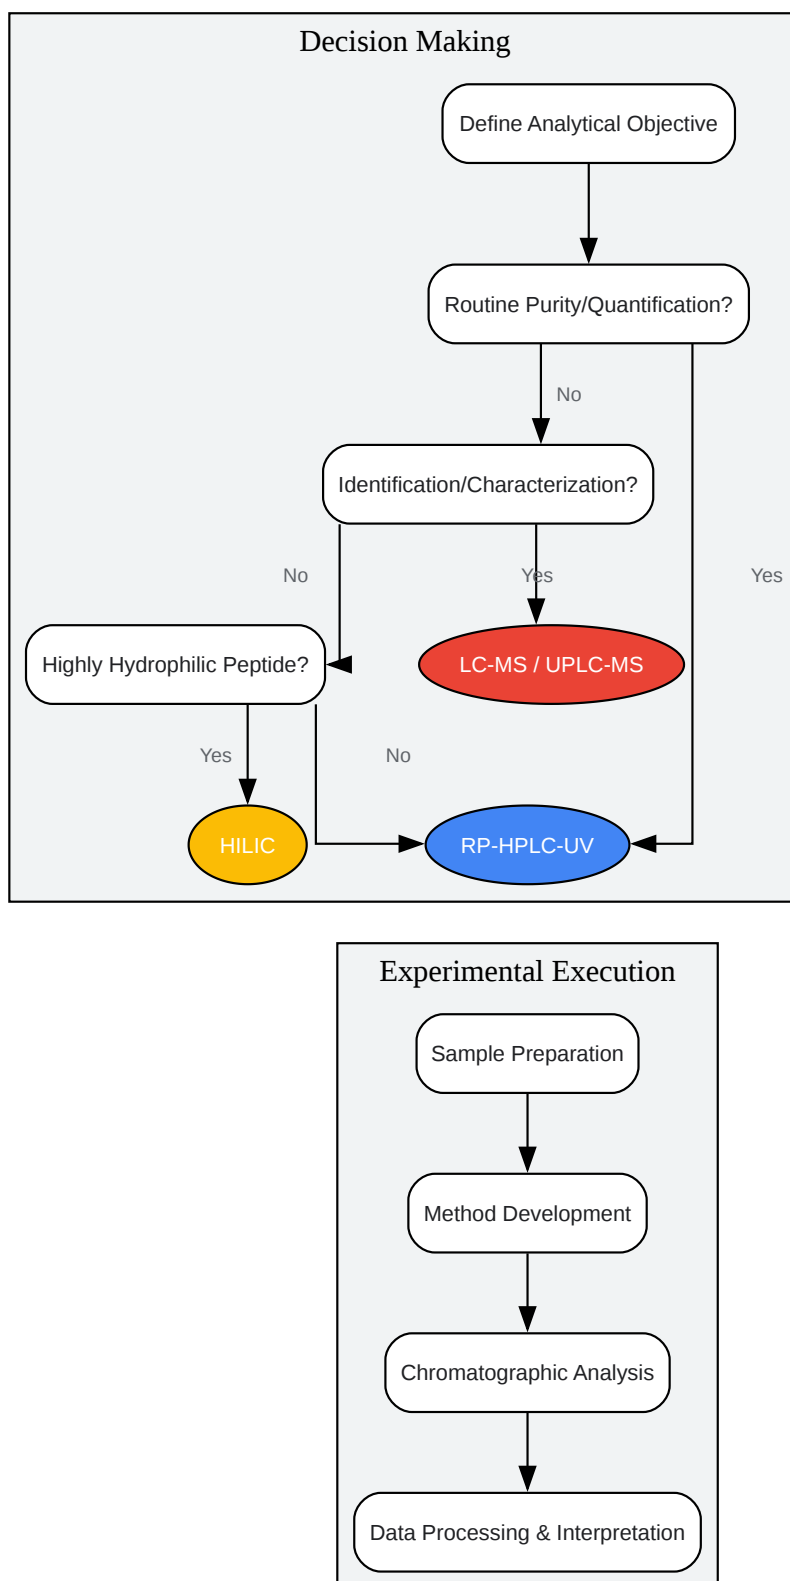 Decision Making
Define Analytical Objective
Routine Purity/Quantification?
No
Identification/Characterization?
No
Yes
Yes
Highly Hydrophilic Peptide?
LC-MS / UPLC-MS
Yes
No
HILIC
RP-HPLC-UV
Experimental Execution
Sample Preparation
Method Development
Chromatographic Analysis
Data Processing & Interpretation